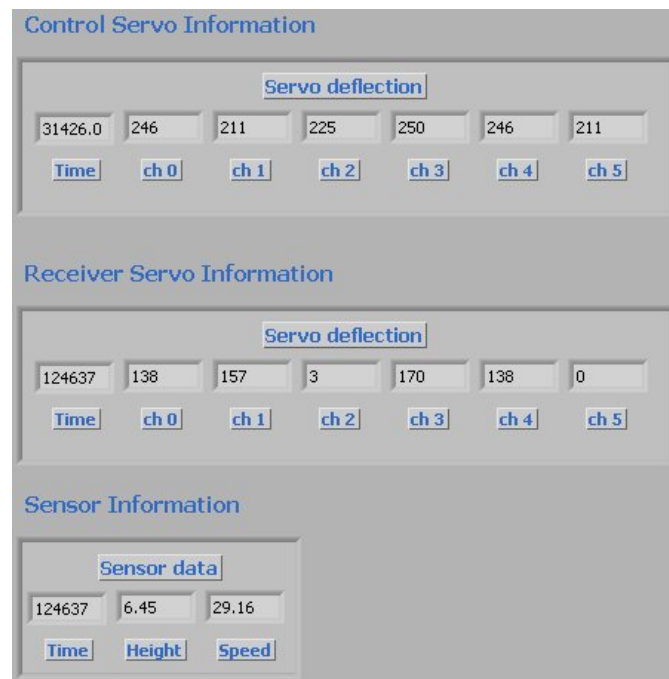 Control Servo Information
Servo deflection
31426.0 246 211 225 250 246 211
Time ch 0 ch 1 ch 2 ch 3 ch 4 ch 5
Receiver Servo Information
Servo deflection
124637 138 157 3 170 138 0
Time ch 0 ch 1 ch 2 ch 3 ch 4 ch 5
Sensor Information
Sensor data
124637 6.45 29.16
Time Height Speed